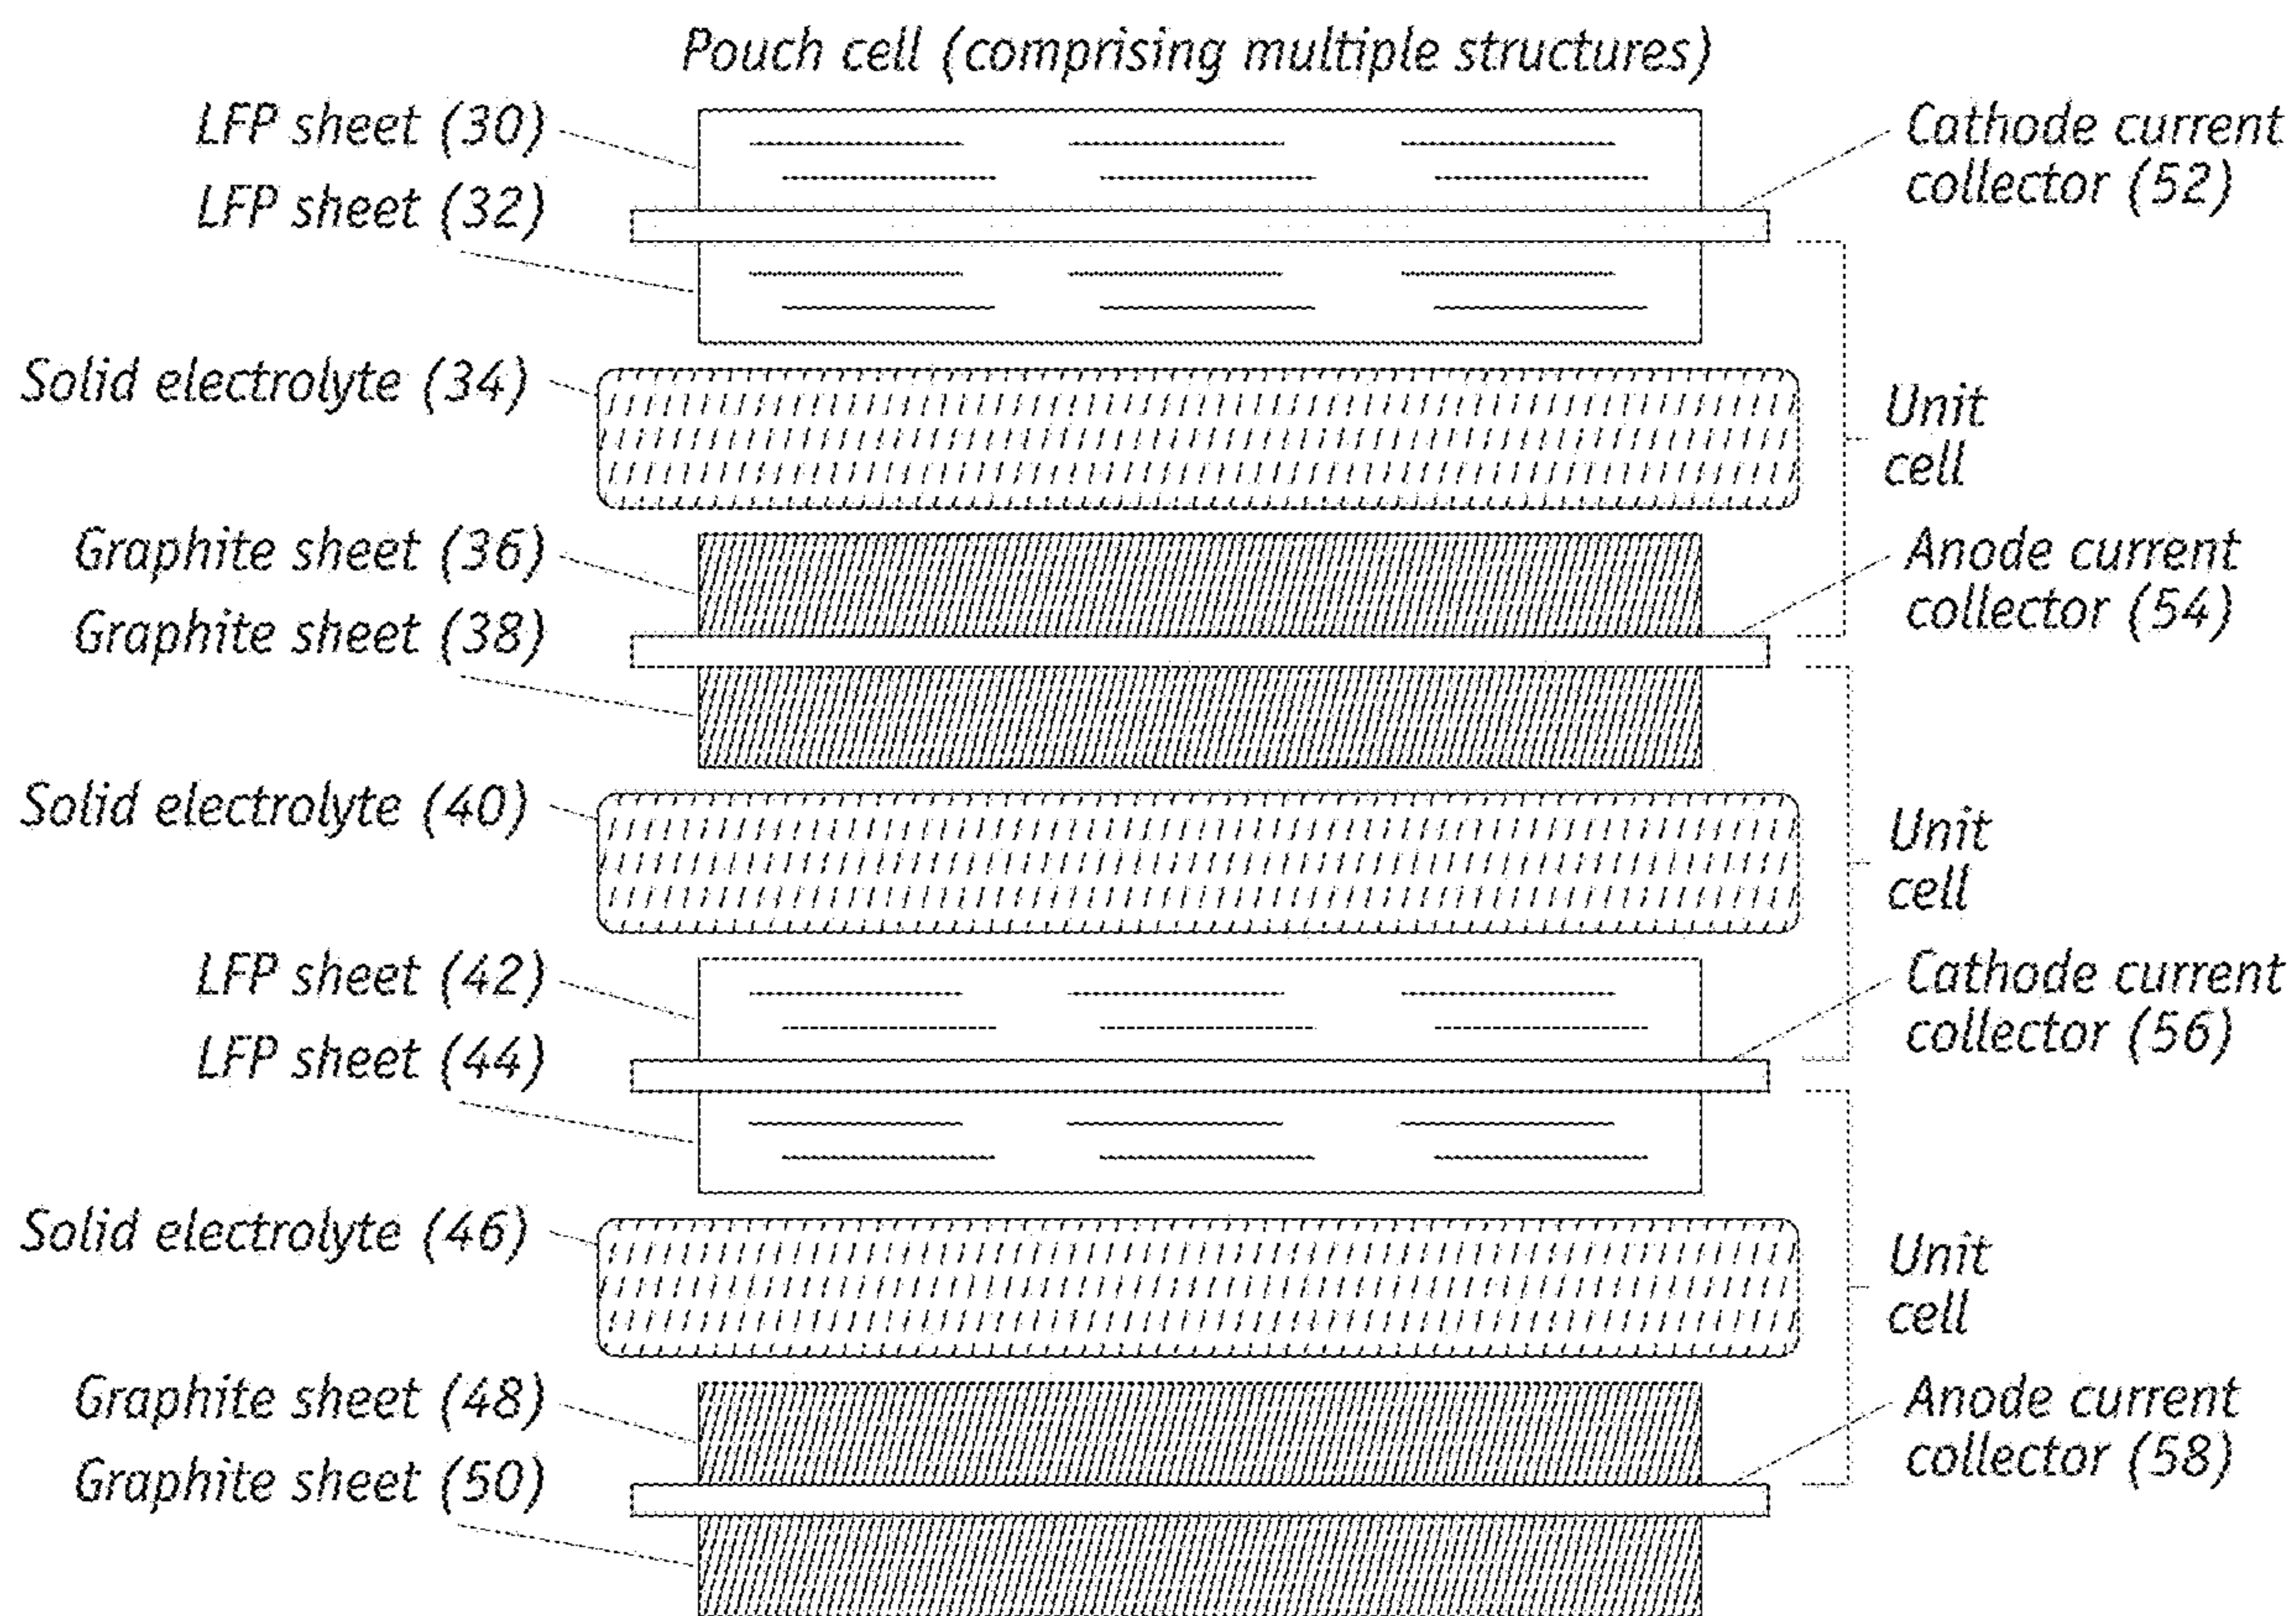 Pouch cell (comprising multiple structures)
LFP sheet (30)
Cathode current
collector (52)
LFP sheet (32)
Solid electrolyte (34)
Unit
cell
Graphite sheet (36)
Anode current
collector (54)
Graphite sheet (38)
Solid electrolyte (40)
Unit
cell
LFP sheet (42)
Cathode current
collector (56)
LFP sheet (44)
Solid electrolyte (46)
Unit
cell
Graphite sheet (48)
Anode current
collector (58)
Graphite sheet (50)